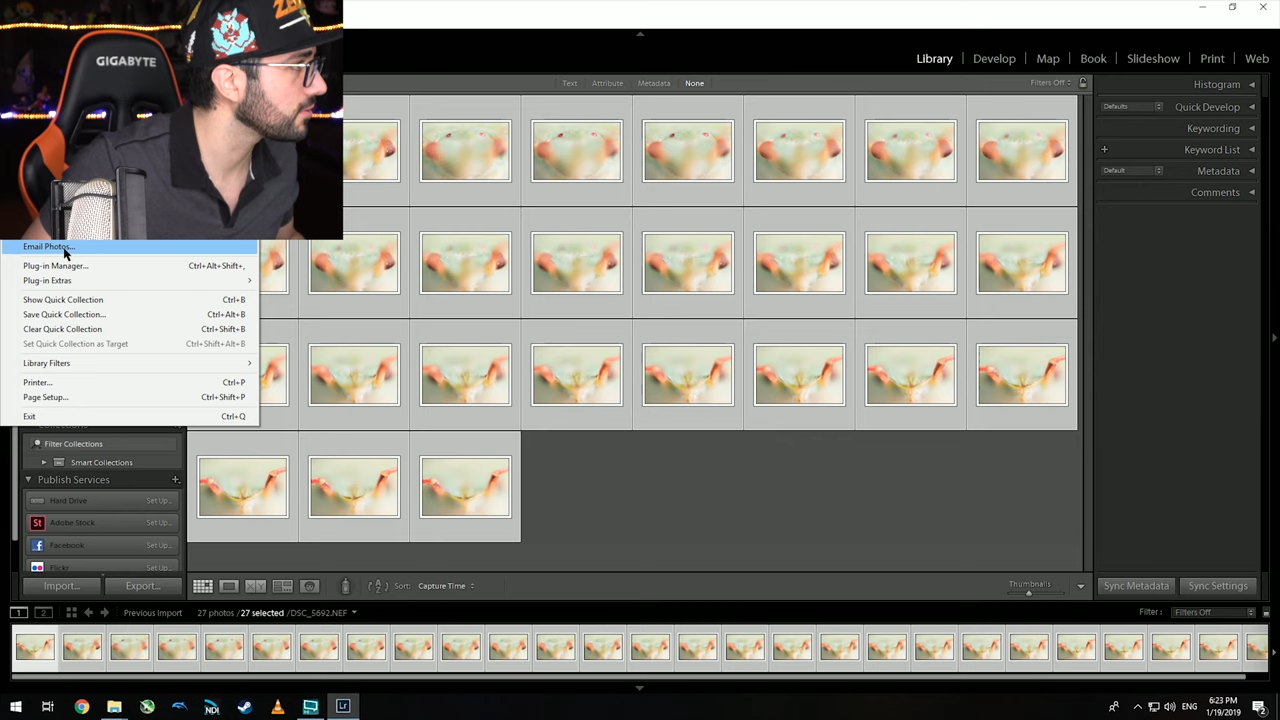 GIGABYTE
Library | Develop | Map | Book | Slideshow | Print | Web
Text Attribute Metadata None
Filters Off
Histogram
Defaults
Quick Develop
Keywording
Keyword List
Default
Metadata
Comments
Email Photos...
Plug-in Manager... Ctrl+Alt+Shift+,
Plug-in Extras
Show Quick Collection Ctrl+B
Save Quick Collection... Ctrl+Alt+B
Clear Quick Collection Ctrl+Shift+B
Set Quick Collection as Target Ctrl+Shift+Alt+B
Library Filters
Printer... Ctrl+P
Page Setup... Ctrl+Shift+P
Exit Ctrl+Q
Filter Collections
Smart Collections
Publish Services
Hard Drive Set Up...
St Adobe Stock Set Up...
Facebook Set Up...
Flickr
Import... Export...
Sort: Capture Time
Thumbnails
Sync Metadata Sync Settings
1 2 Previous Import 27 photos / 27 selected / DSC_5692.NEF
Filter : Filters Off
NDI
Lr
ENG
6:23 PM
1/19/2019
2